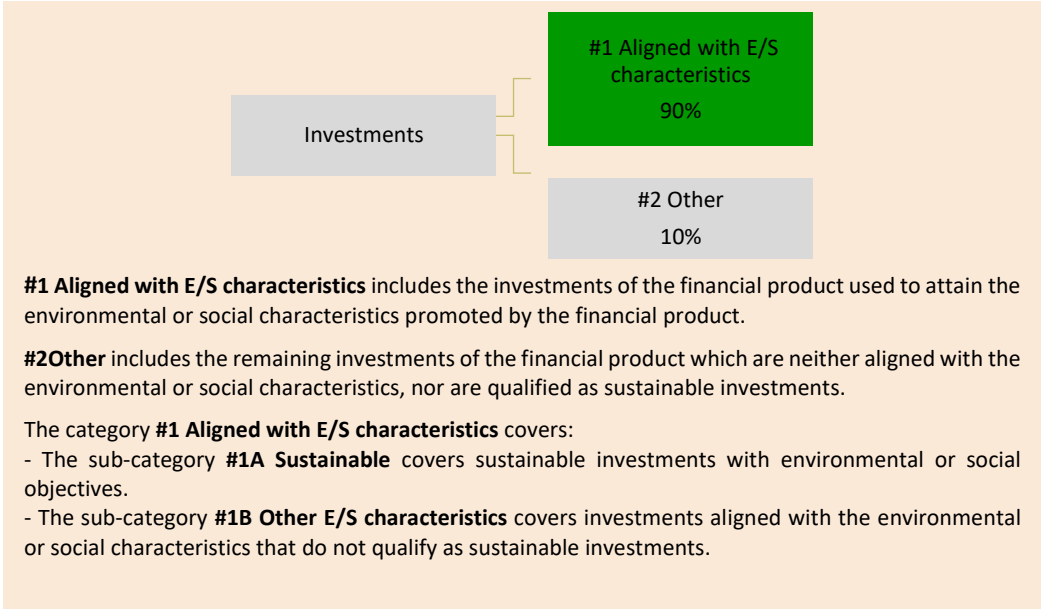 #1 Aligned with E/S
characteristics
90%
Investments
#2 Other
10%
#1 Aligned with E/S characteristics includes the investments of the financial product used to attain the
environmental or social characteristics promoted by the financial product.
#2Other includes the remaining investments of the financial product which are neither aligned with the
environmental or social characteristics, nor are qualified as sustainable investments.
The category #1 Aligned with E/S characteristics covers:
- The sub-category #1A Sustainable covers sustainable investments with environmental or social
objectives.
- The sub-category #1B Other E/S characteristics covers investments aligned with the environmental
or social characteristics that do not qualify as sustainable investments.